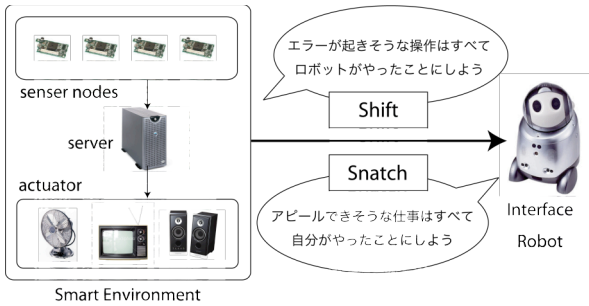 senser nodes
server
actuator
Smart Environment
エラーが起きそうな操作はすべて
ロボットがやったことにしよう
Shift
Snatch
アピールできそうな仕事はすべて
自分がやったことにしよう
Interface
Robot